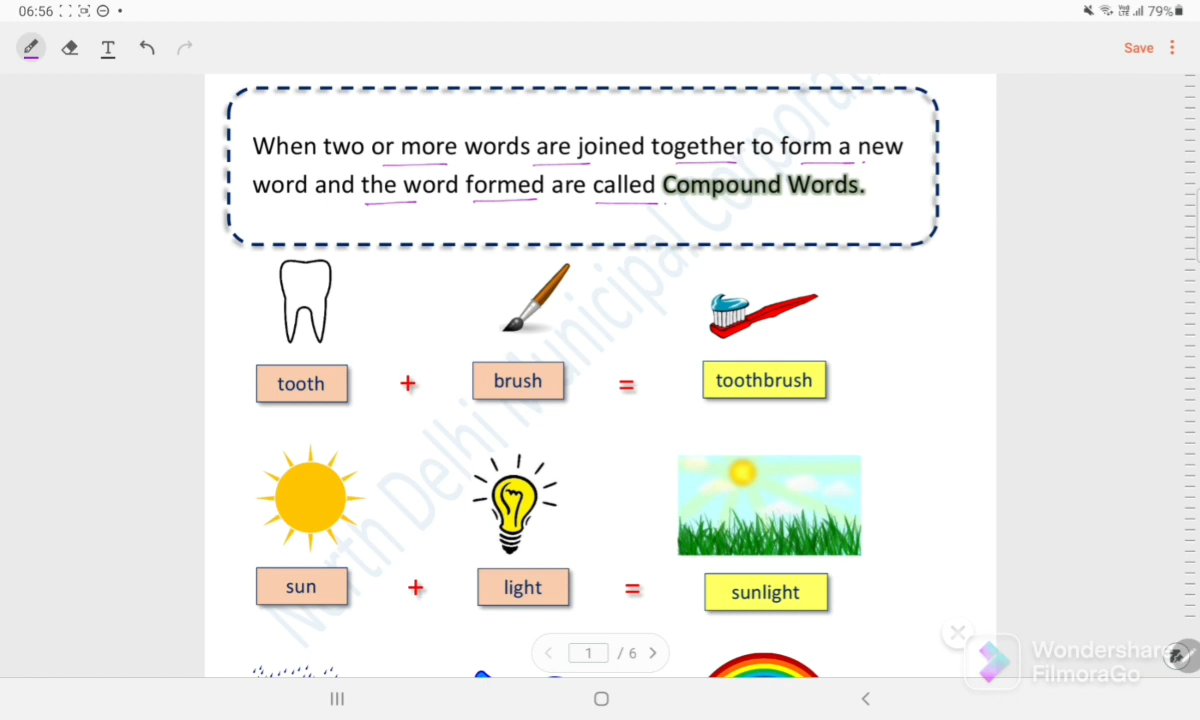 06:56
79%
Save
When two or more words are joined together to form a new
word and the word formed are called Compound Words.
North Delhi Municipal Corporat
tooth + brush = toothbrush
sun + light = sunlight
1 / 6
Wondershare
FilmoraGo